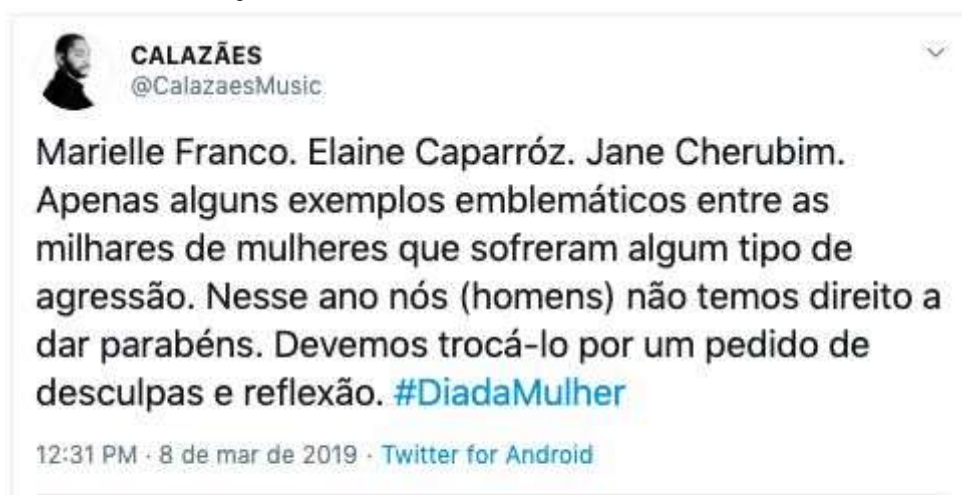 CALAZÃES
@CalazaesMusic
Marielle Franco. Elaine Caparróz. Jane Cherubim.
Apenas alguns exemplos emblemáticos entre as
milhares de mulheres que sofreram algum tipo de
agressão. Nesse ano nós (homens) não temos direito a
dar parabéns. Devemos trocá-lo por um pedido de
desculpas e reflexão. #DiadaMulher
12:31 PM · 8 de mar de 2019 · Twitter for Android